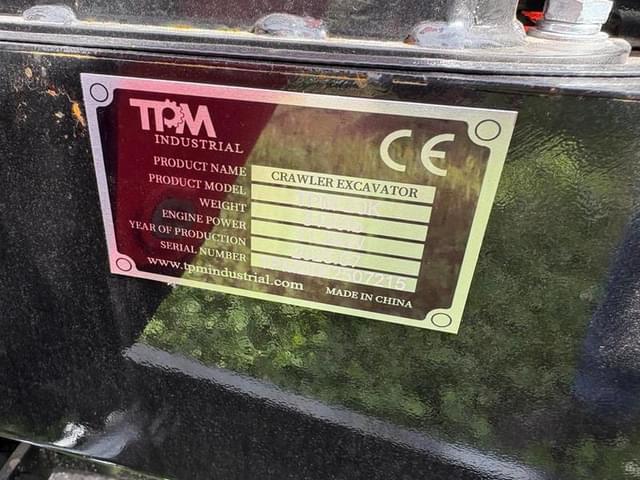 TPM
INDUSTRIAL
CE
PRODUCT NAME CRAWLER EXCAVATOR
PRODUCT MODEL
WEIGHT
ENGINE POWER
YEAR OF PRODUCTION
SERIAL NUMBER 2307215
www.tpmindustrial.com MADE IN CHINA